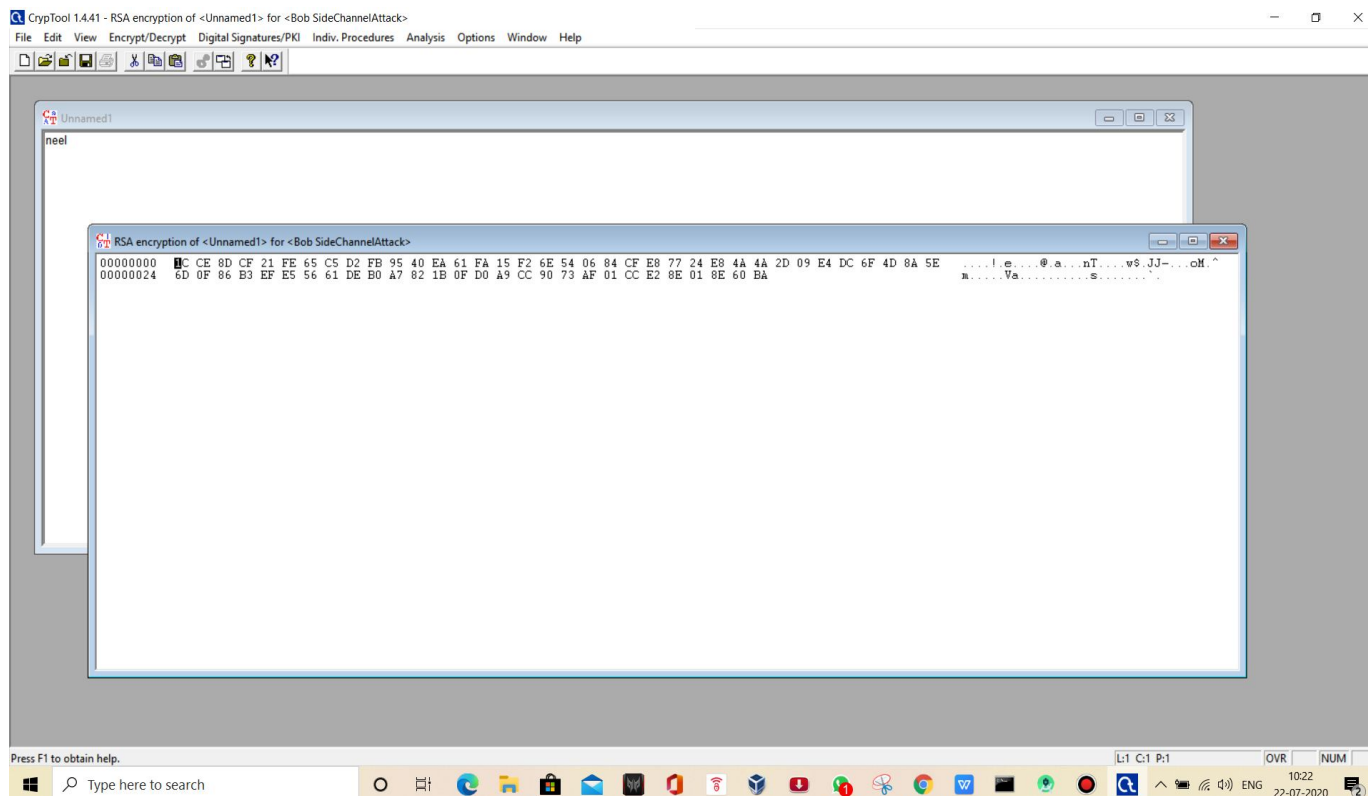 CrypTool 1.4.41 - RSA encryption of <Unnamed1> for <Bob SideChannelAttack>
File Edit View Encrypt/Decrypt Digital Signatures/PKI Indiv. Procedures Analysis Options Window Help
Unnamed1
neel
RSA encryption of <Unnamed1> for <Bob SideChannelAttack>
00000000 1C CE 8D CF 21 FE 65 C5 D2 FB 95 40 EA 61 FA 15 F2 6E 54 06 84 CF E8 77 24 E8 4A 4A 2D 09 E4 DC 6F 4D 8A 5E ....!.e....@.a...nT....w$.JJ-...oM.^
00000024 6D 0F 86 B3 EF E5 56 61 DE B0 A7 82 1B 0F D0 A9 CC 90 73 AF 01 CC E2 8E 01 8E 60 BA m.....Va..........s.......`.
Press F1 to obtain help.
L:1 C:1 P:1 OVR NUM
Type here to search
ENG 10:22
22-07-2020